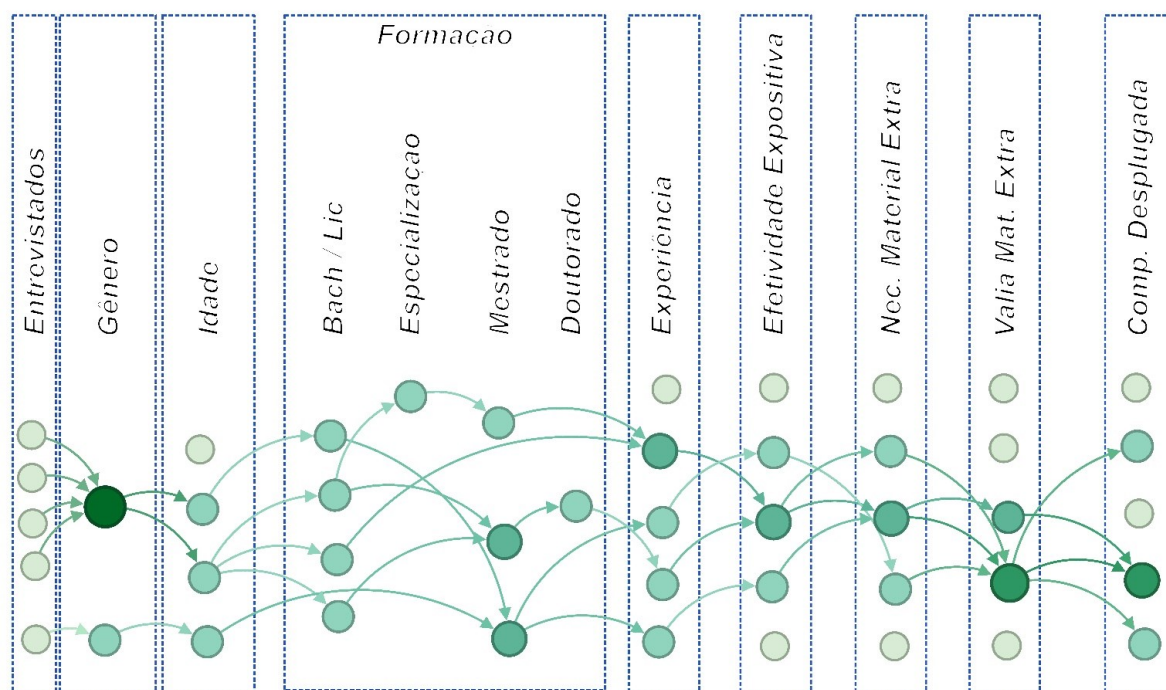 Formacao
Entrevistados
Gênero
Idade
Bach / Lic
Especializaçao
Mestrado
Doutorado
Experiência
Efetividade Expositiva
Nec. Material Extra
Valia Mat. Extra
Comp. Desplugada